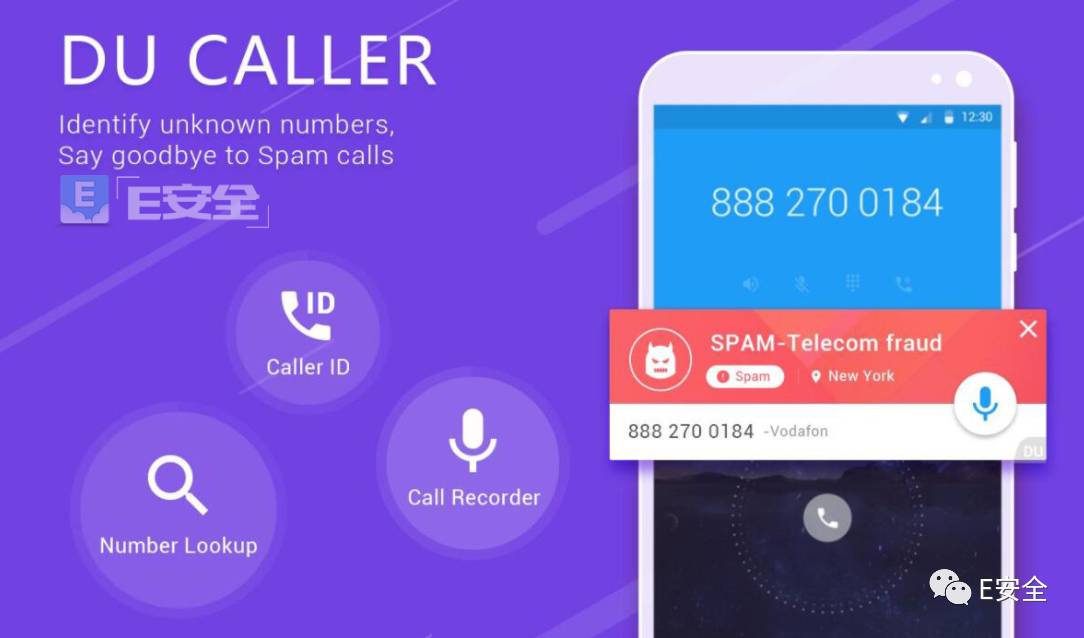 DU CALLER
Identify unknown numbers,
Say goodbye to Spam calls
E
E安全
ID
Caller ID
Call Recorder
Number Lookup
12:30
888 270 0184
SPAM-Telecom fraud
Spam
New York
888 270 0184 -Vodafon
DU
E安全